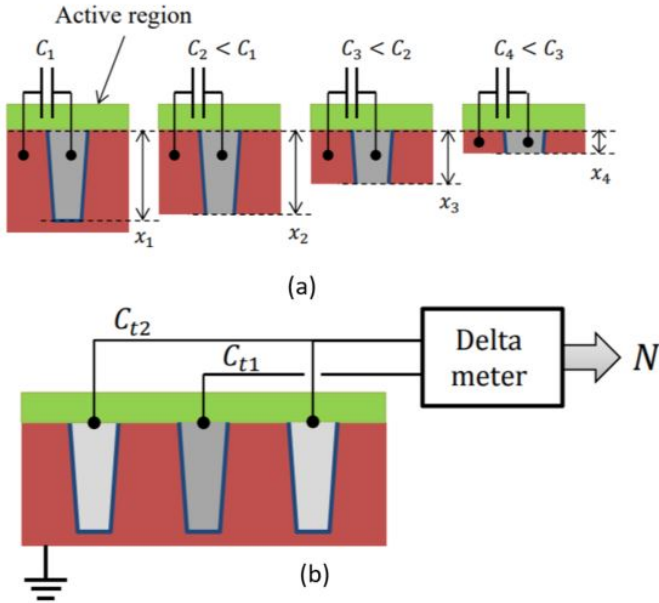 Active region
C₁
C₂ < C₁
C₃ < C₂
C₄ < C₃
x₁
x₂
x₃
x₄
(a)
Cₜ₂
Cₜ₁
Delta
meter
N
(b)